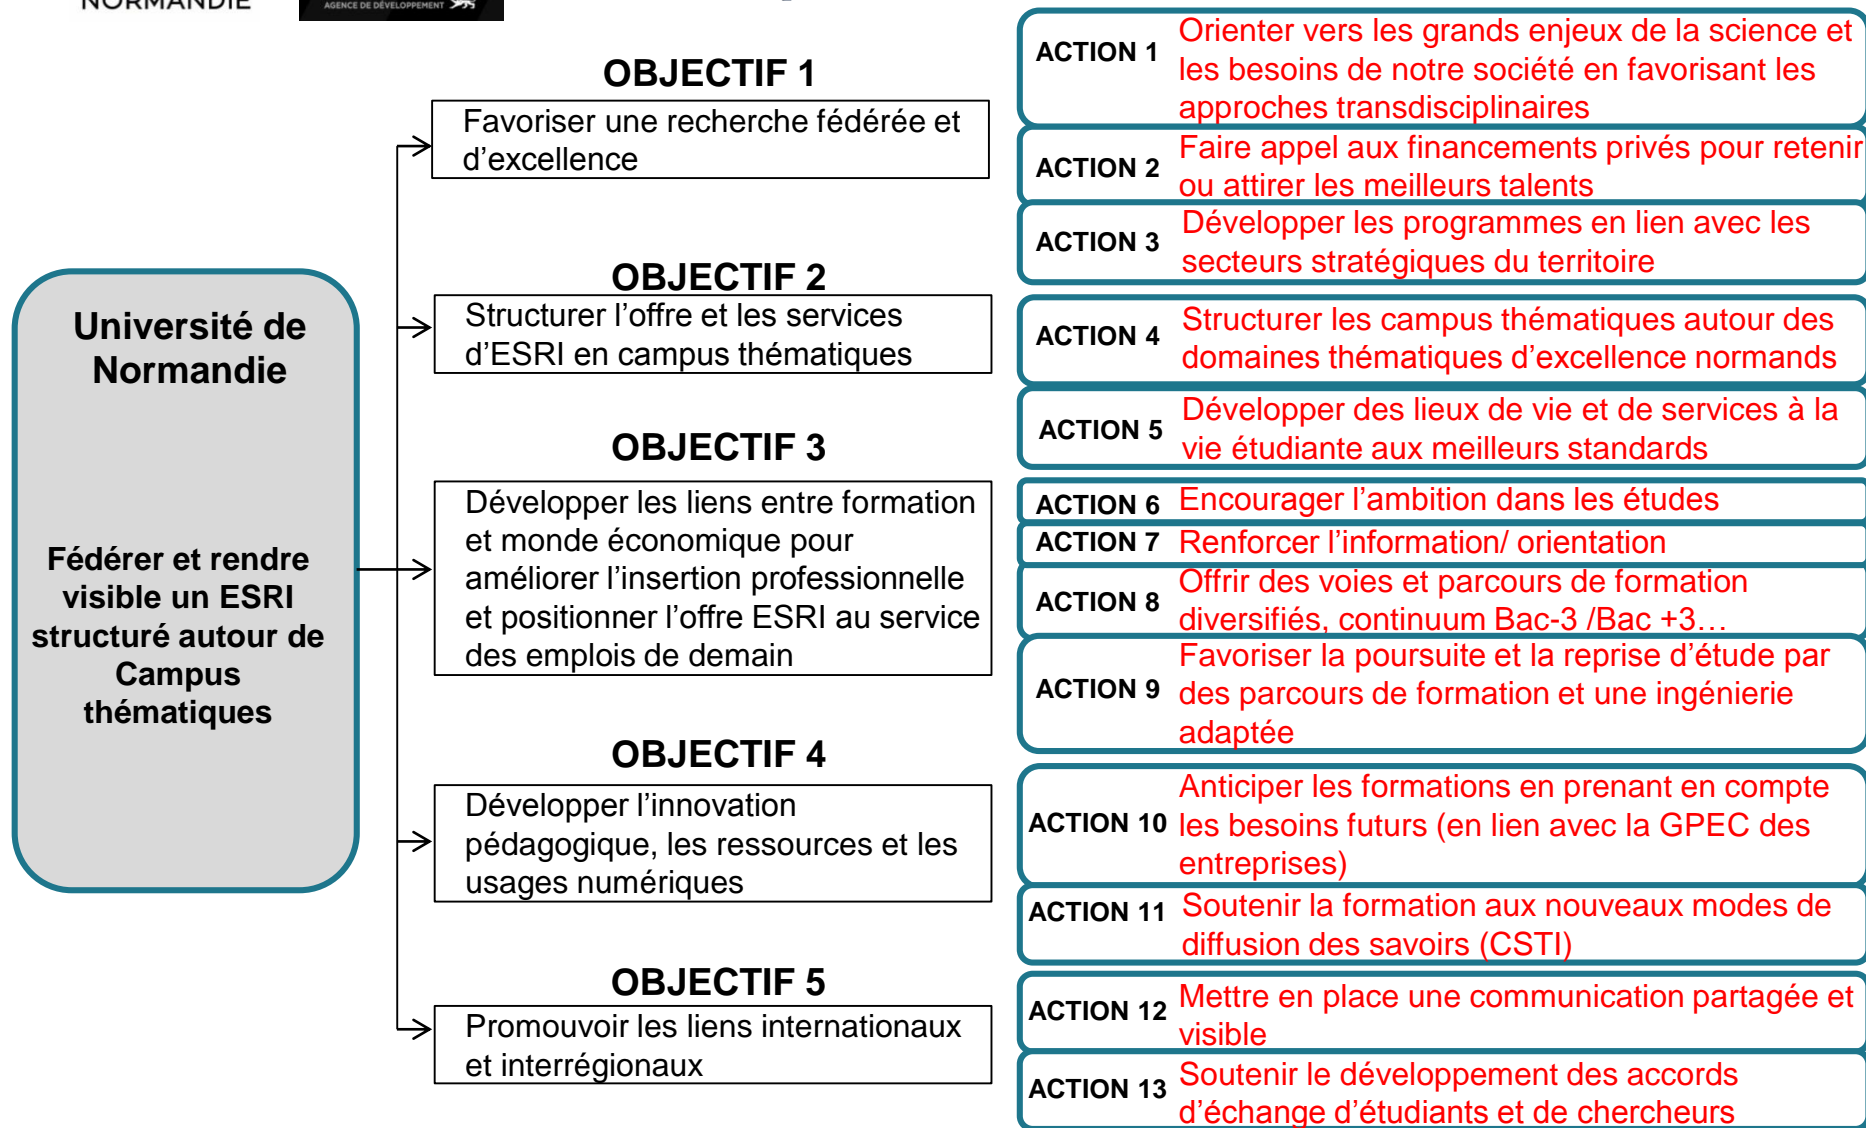 NORMANDIE
AGENCE DE DÉVELOPPEMENT
Université de
Normandie
Fédérer et rendre
visible un ESRI
structuré autour de
Campus
thématiques
OBJECTIF 1
Favoriser une recherche fédérée et
d’excellence
OBJECTIF 2
Structurer l’offre et les services
d’ESRI en campus thématiques
OBJECTIF 3
Développer les liens entre formation
et monde économique pour
améliorer l’insertion professionnelle
et positionner l’offre ESRI au service
des emplois de demain
OBJECTIF 4
Développer l’innovation
pédagogique, les ressources et les
usages numériques
OBJECTIF 5
Promouvoir les liens internationaux
et interrégionaux
ACTION 1
Orienter vers les grands enjeux de la science et
les besoins de notre société en favorisant les
approches transdisciplinaires
ACTION 2
Faire appel aux financements privés pour retenir
ou attirer les meilleurs talents
ACTION 3
Développer les programmes en lien avec les
secteurs stratégiques du territoire
ACTION 4
Structurer les campus thématiques autour des
domaines thématiques d’excellence normands
ACTION 5
Développer des lieux de vie et de services à la
vie étudiante aux meilleurs standards
ACTION 6
Encourager l’ambition dans les études
ACTION 7
Renforcer l’information/ orientation
ACTION 8
Offrir des voies et parcours de formation
diversifiés, continuum Bac-3 /Bac +3…
ACTION 9
Favoriser la poursuite et la reprise d’étude par
des parcours de formation et une ingénierie
adaptée
ACTION 10
Anticiper les formations en prenant en compte
les besoins futurs (en lien avec la GPEC des
entreprises)
ACTION 11
Soutenir la formation aux nouveaux modes de
diffusion des savoirs (CSTI)
ACTION 12
Mettre en place une communication partagée et
visible
ACTION 13
Soutenir le développement des accords
d’échange d’étudiants et de chercheurs